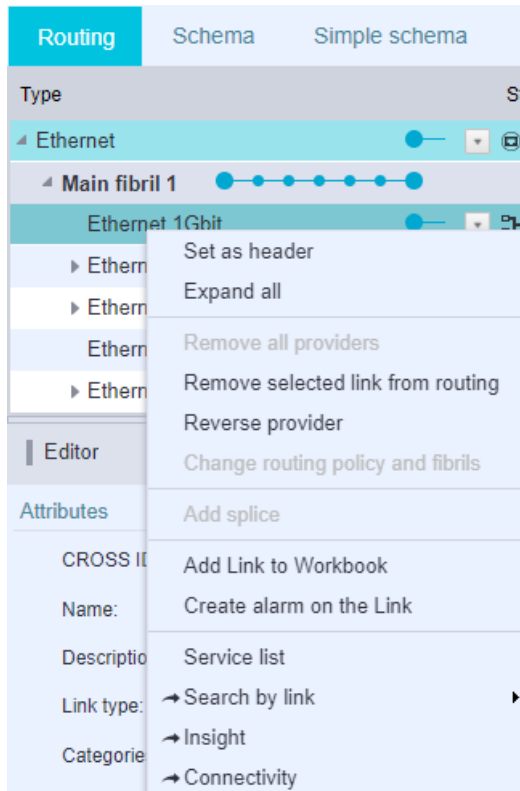 Routing Schema Simple schema
Type
Ethernet
Main fibril 1
Ethernet 1Gbit
Set as header
Expand all
Remove all providers
Remove selected link from routing
Reverse provider
Change routing policy and fibrils
Add splice
Add Link to Workbook
Create alarm on the Link
Service list
Search by link
Insight
Connectivity
Editor
Attributes
CROSS
Name:
Link type: